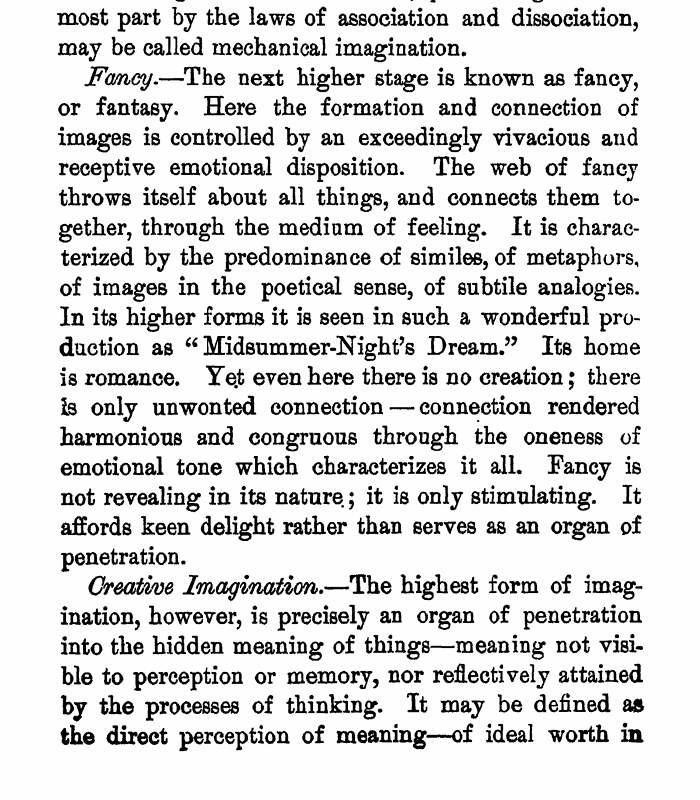 most part by the laws of association and dissociation,
may be called mechanical imagination.
Fancy.—The next higher stage is known as fancy,
or fantasy. Here the formation and connection of
images is controlled by an exceedingly vivacious and
receptive emotional disposition. The web of fancy
throws itself about all things, and connects them to-
gether, through the medium of feeling. It is charac-
terized by the predominance of similes, of metaphors,
of images in the poetical sense, of subtile analogies.
In its higher forms it is seen in such a wonderful pro-
duction as “Midsummer-Night's Dream.” Its home
is romance. Yet even here there is no creation; there
is only unwonted connection—connection rendered
harmonious and congruous through the oneness of
emotional tone which characterizes it all. Fancy is
not revealing in its nature; it is only stimulating. It
affords keen delight rather than serves as an organ of
penetration.
Creative Imagination.—The highest form of imag-
ination, however, is precisely an organ of penetration
into the hidden meaning of things—meaning not visi-
ble to perception or memory, nor reflectively attained
by the processes of thinking. It may be defined as
the direct perception of meaning—of ideal worth in